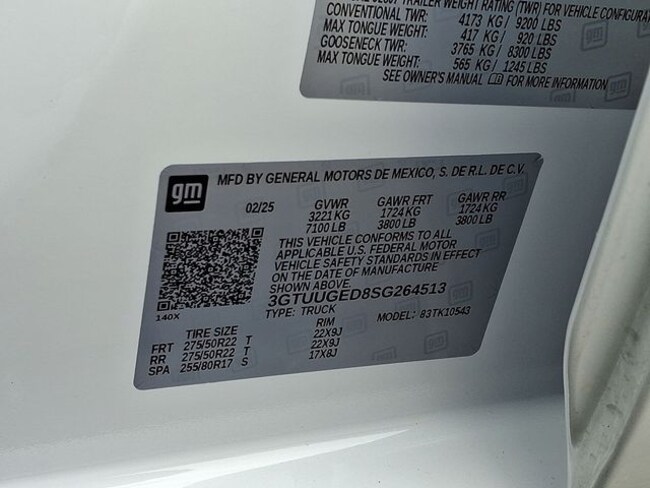 TRAILER WEIGHT RATING (TWR) FOR VEHICLE
CONVENTIONAL TWR: 4173 KG / 9200 LBS
MAX TONGUE WEIGHT: 417 KG / 920 LBS
GOOSENECK TWR: 3765 KG / 8300 LBS
MAX TONGUE WEIGHT: 565 KG / 1245 LBS
SEE OWNER'S MANUAL FOR MORE INFORMATION
gm MFD BY GENERAL MOTORS DE MEXICO, S. DE R.L. DE C.V.
02/25 GVWR GAWR FRT GAWR RR
3221 KG 1724 KG 1724 KG
7100 LB 3800 LB 3800 LB
THIS VEHICLE CONFORMS TO ALL
APPLICABLE U.S. FEDERAL MOTOR
VEHICLE SAFETY STANDARDS IN EFFECT
ON THE DATE OF MANUFACTURE
SHOWN ABOVE.
3GTUUGED8SG264513
TYPE: TRUCK MODEL: 83TK10543
140X
TIRE SIZE RIM
FRT 275/50R22 T 22X9J
RR 275/50R22 T 22X9J
SPA 255/80R17 S 17X8J